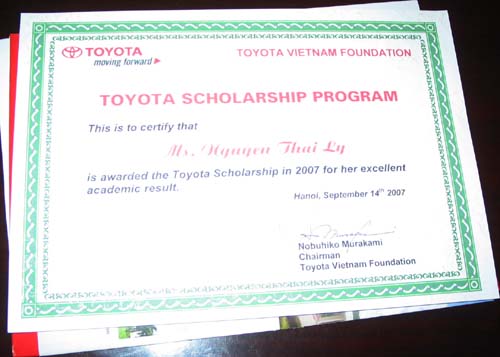 TOYOTA
moving forward
TOYOTA VIETNAM FOUNDATION
TOYOTA SCHOLARSHIP PROGRAM
This is to certify that
Ms. Nguyen Thai Ly
is awarded the Toyota Scholarship in 2007 for her excellent
academic result.
Hanoi, September 14th 2007
Nobuhiko Murakami
Chairman
Toyota Vietnam Foundation